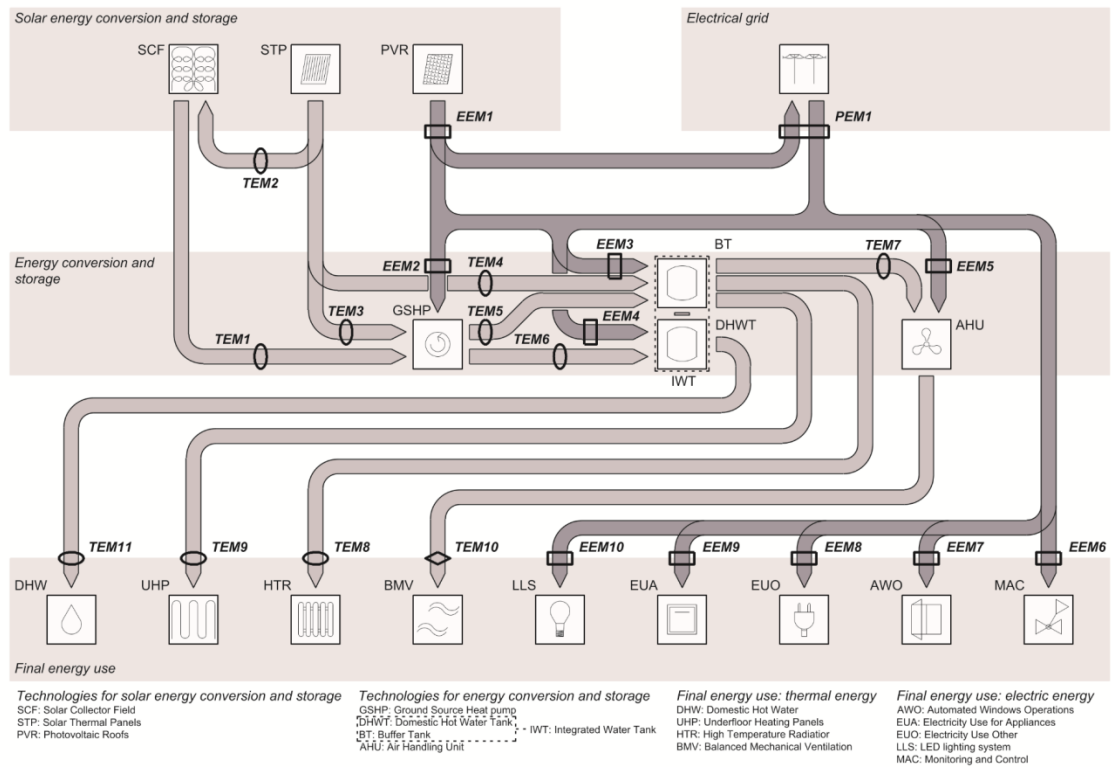 Solar energy conversion and storage
Electrical grid
SCF
STP
PVR
EEM1
PEM1
TEM2
Energy conversion and
storage
EEM2
TEM4
EEM3
BT
TEM7
EEM5
TEM3
GSHP
TEM5
EEM4
DHWT
AHU
TEM1
TEM6
IWT
TEM11
TEM9
TEM8
TEM10
EEM10
EEM9
EEM8
EEM7
EEM6
DHW
UHP
HTR
BMV
LLS
EUA
EUO
AWO
MAC
Final energy use
Technologies for solar energy conversion and storage
SCF: Solar Collector Field
STP: Solar Thermal Panels
PVR: Photovoltaic Roofs
Technologies for energy conversion and storage
GSHP: Ground Source Heat pump
DHWT: Domestic Hot Water Tank
BT: Buffer Tank
IWT: Integrated Water Tank
AHU: Air Handling Unit
Final energy use: thermal energy
DHW: Domestic Hot Water
UHP: Underfloor Heating Panels
HTR: High Temperature Radiatior
BMV: Balanced Mechanical Ventilation
Final energy use: electric energy
AWO: Automated Windows Operations
EUA: Electricity Use for Appliances
EUO: Electricity Use Other
LLS: LED lighting system
MAC: Monitoring and Control